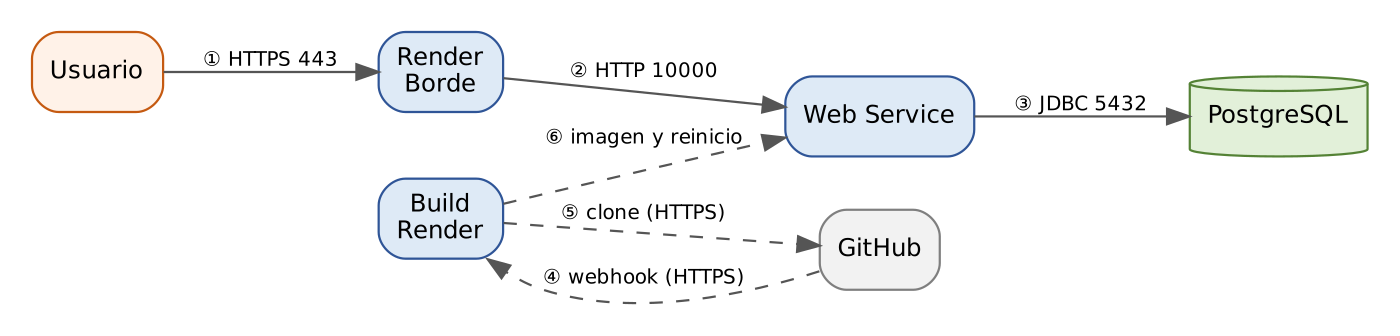 Usuario
① HTTPS 443
Render
Borde
② HTTP 10000
Web Service
③ JDBC 5432
PostgreSQL
⑥ imagen y reinicio
Build
Render
⑤ clone (HTTPS)
GitHub
④ webhook (HTTPS)